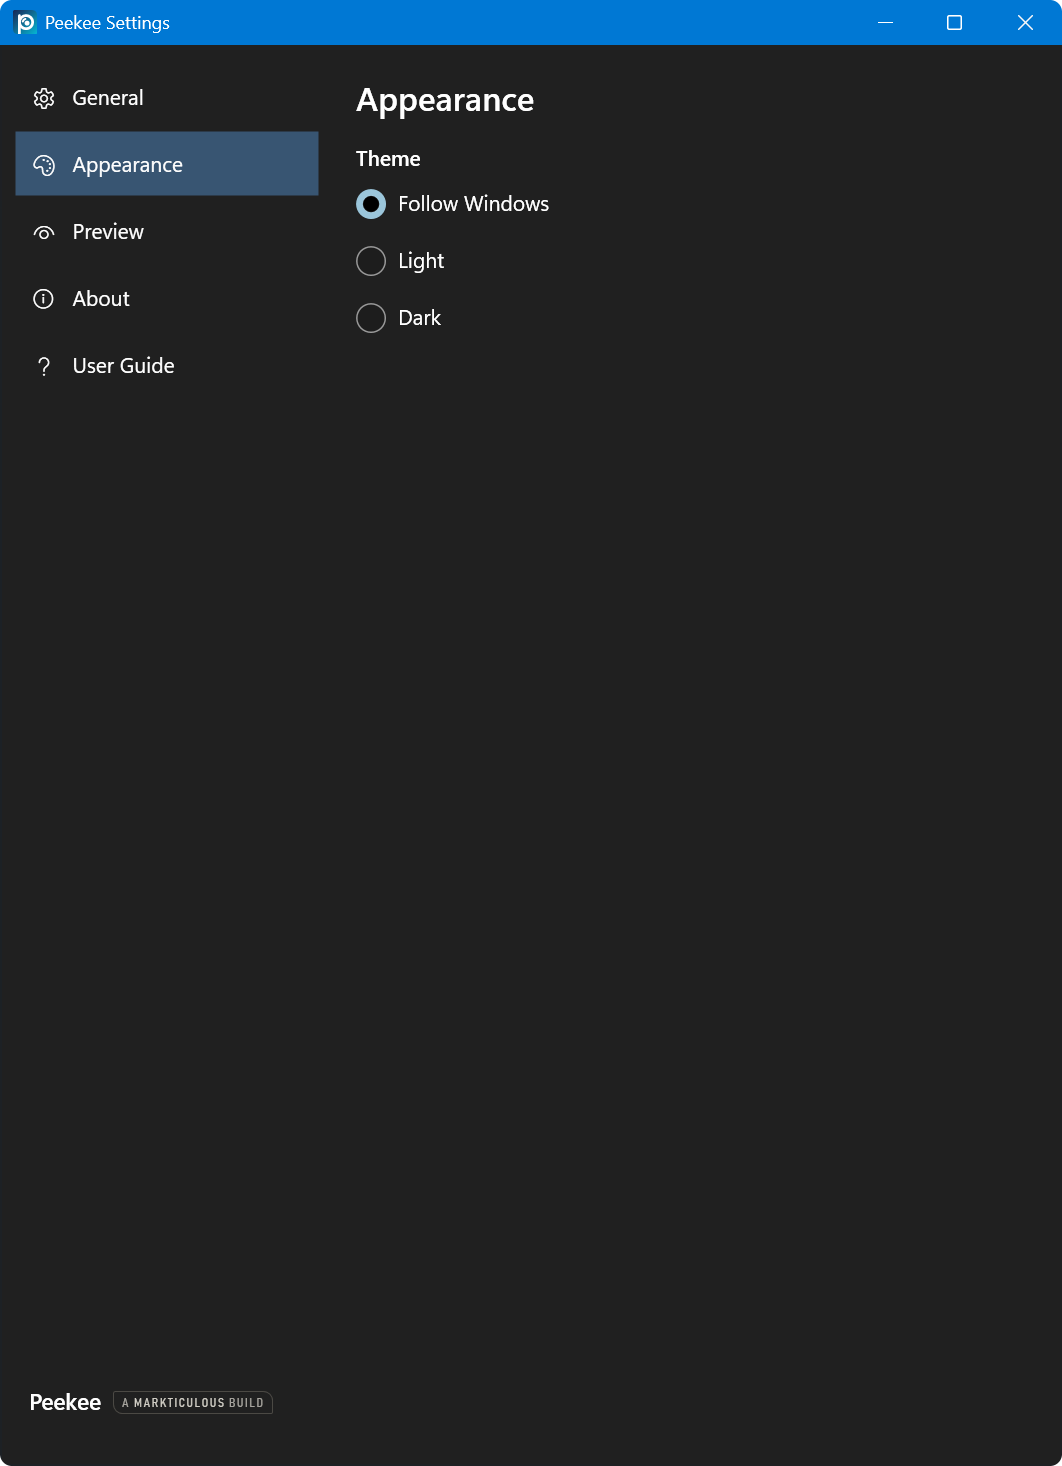 Peekee Settings
General
Appearance
Preview
About
User Guide
Appearance
Theme
Follow Windows
Light
Dark
Peekee
A MARKTICULOUS BUILD